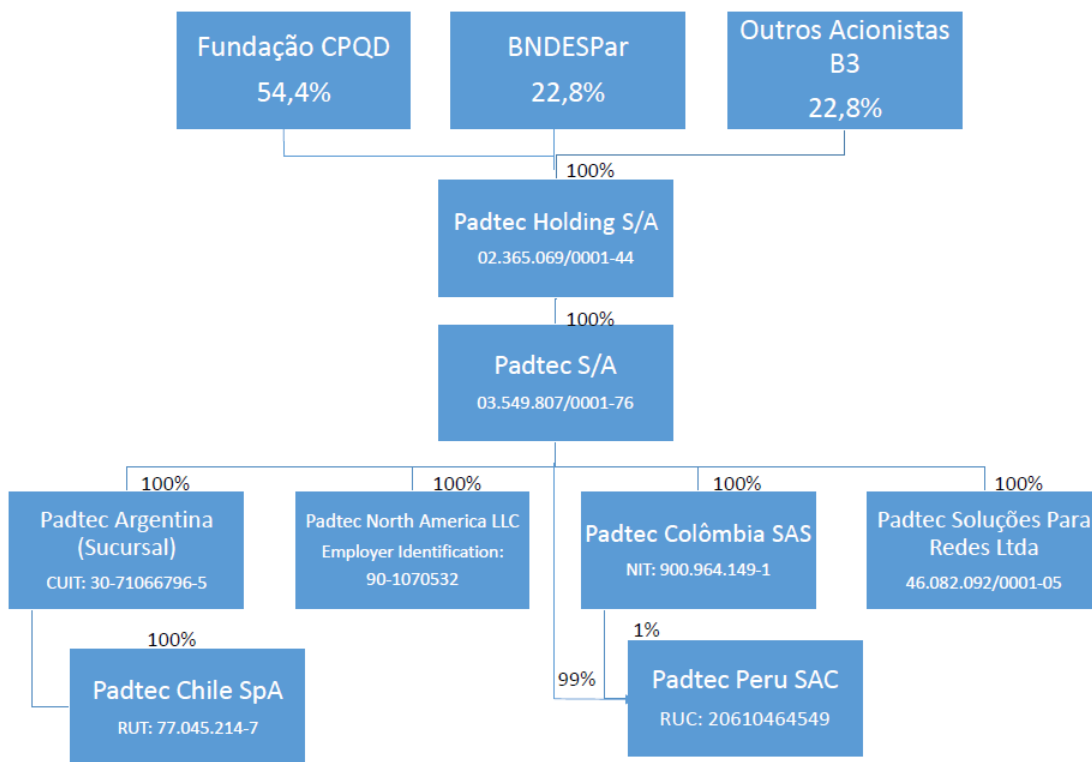 Fundação CPQD
54,4%
BNDESPar
22,8%
Outros Acionistas
B3
22,8%
100%
Padtec Holding S/A
02.365.069/0001-44
100%
Padtec S/A
03.549.807/0001-76
100%
Padtec Argentina
(Sucursal)
CUIT: 30-71066796-5
100%
Padtec North America LLC
Employer Identification:
90-1070532
100%
Padtec Colômbia SAS
NIT: 900.964.149-1
100%
Padtec Soluções Para
Redes Ltda
46.082.092/0001-05
100%
Padtec Chile SpA
RUT: 77.045.214-7
99%
1%
Padtec Peru SAC
RUC: 20610464549